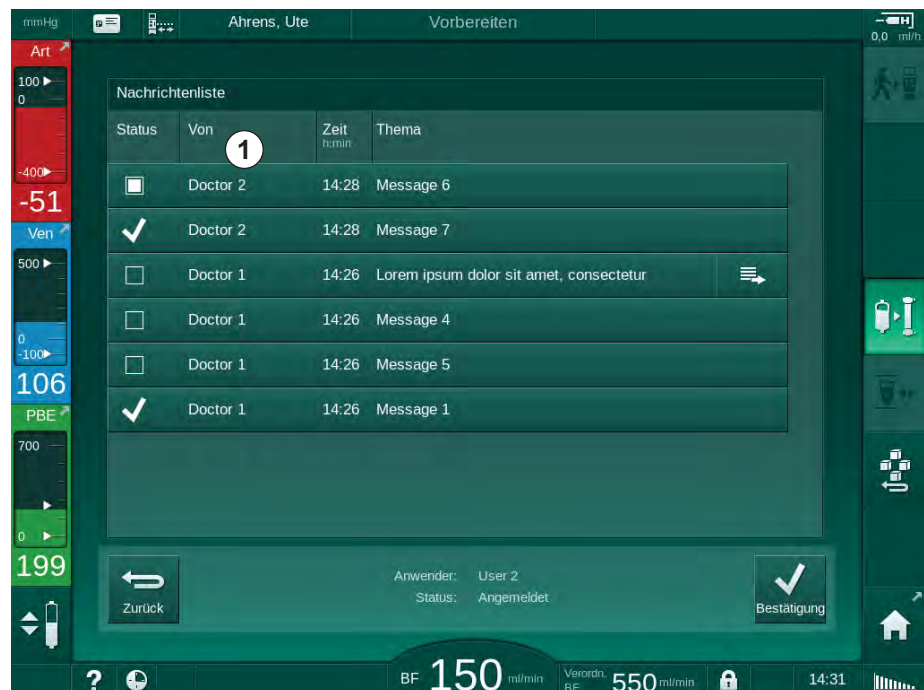 mmHg
Ahrens, Ute
Vorbereiten
0,0 ml/h
Art
100
0
-400
-51
Ven
500
0
-100
106
PBE
700
0
199
Nachrichtenliste
Status Von Zeit h:min Thema
1
Doctor 2 14:28 Message 6
Doctor 2 14:28 Message 7
Doctor 1 14:26 Lorem ipsum dolor sit amet, consectetur
Doctor 1 14:26 Message 4
Doctor 1 14:26 Message 5
Doctor 1 14:26 Message 1
Zurück
Anwender: User 2
Status: Angemeldet
Bestätigung
? BF 150 ml/min Verordn. BF 550 ml/min 14:31